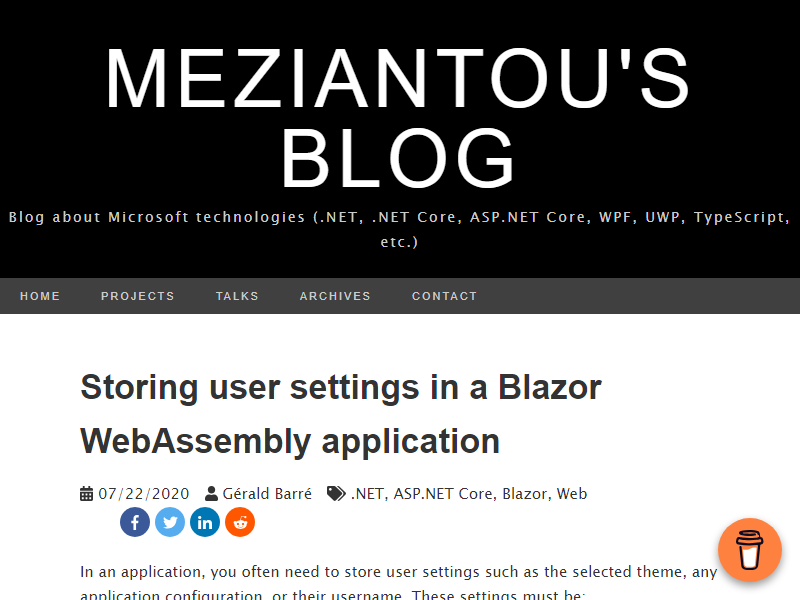 MEZIANTOU'S
BLOG
Blog about Microsoft technologies (.NET, .NET Core, ASP.NET Core, WPF, UWP, TypeScript,
etc.)
HOME PROJECTS TALKS ARCHIVES CONTACT
Storing user settings in a Blazor
WebAssembly application
07/22/2020 Gérald Barré .NET, ASP.NET Core, Blazor, Web
In an application, you often need to store user settings such as the selected theme, any
application configuration, or their username. These settings must be: